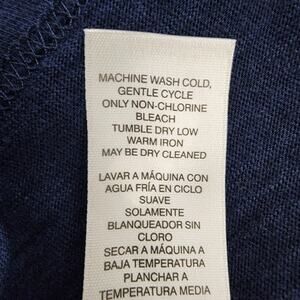 MACHINE WASH COLD,
GENTLE CYCLE
ONLY NON-CHLORINE
BLEACH
TUMBLE DRY LOW
WARM IRON
MAY BE DRY CLEANED
LAVAR A MÁQUINA CON
AGUA FRÍA EN CICLO
SUAVE
SOLAMENTE
BLANQUEADOR SIN
CLORO
SECAR A MÁQUINA A
BAJA TEMPERATURA
PLANCHAR A
TEMPERATURA MEDIA